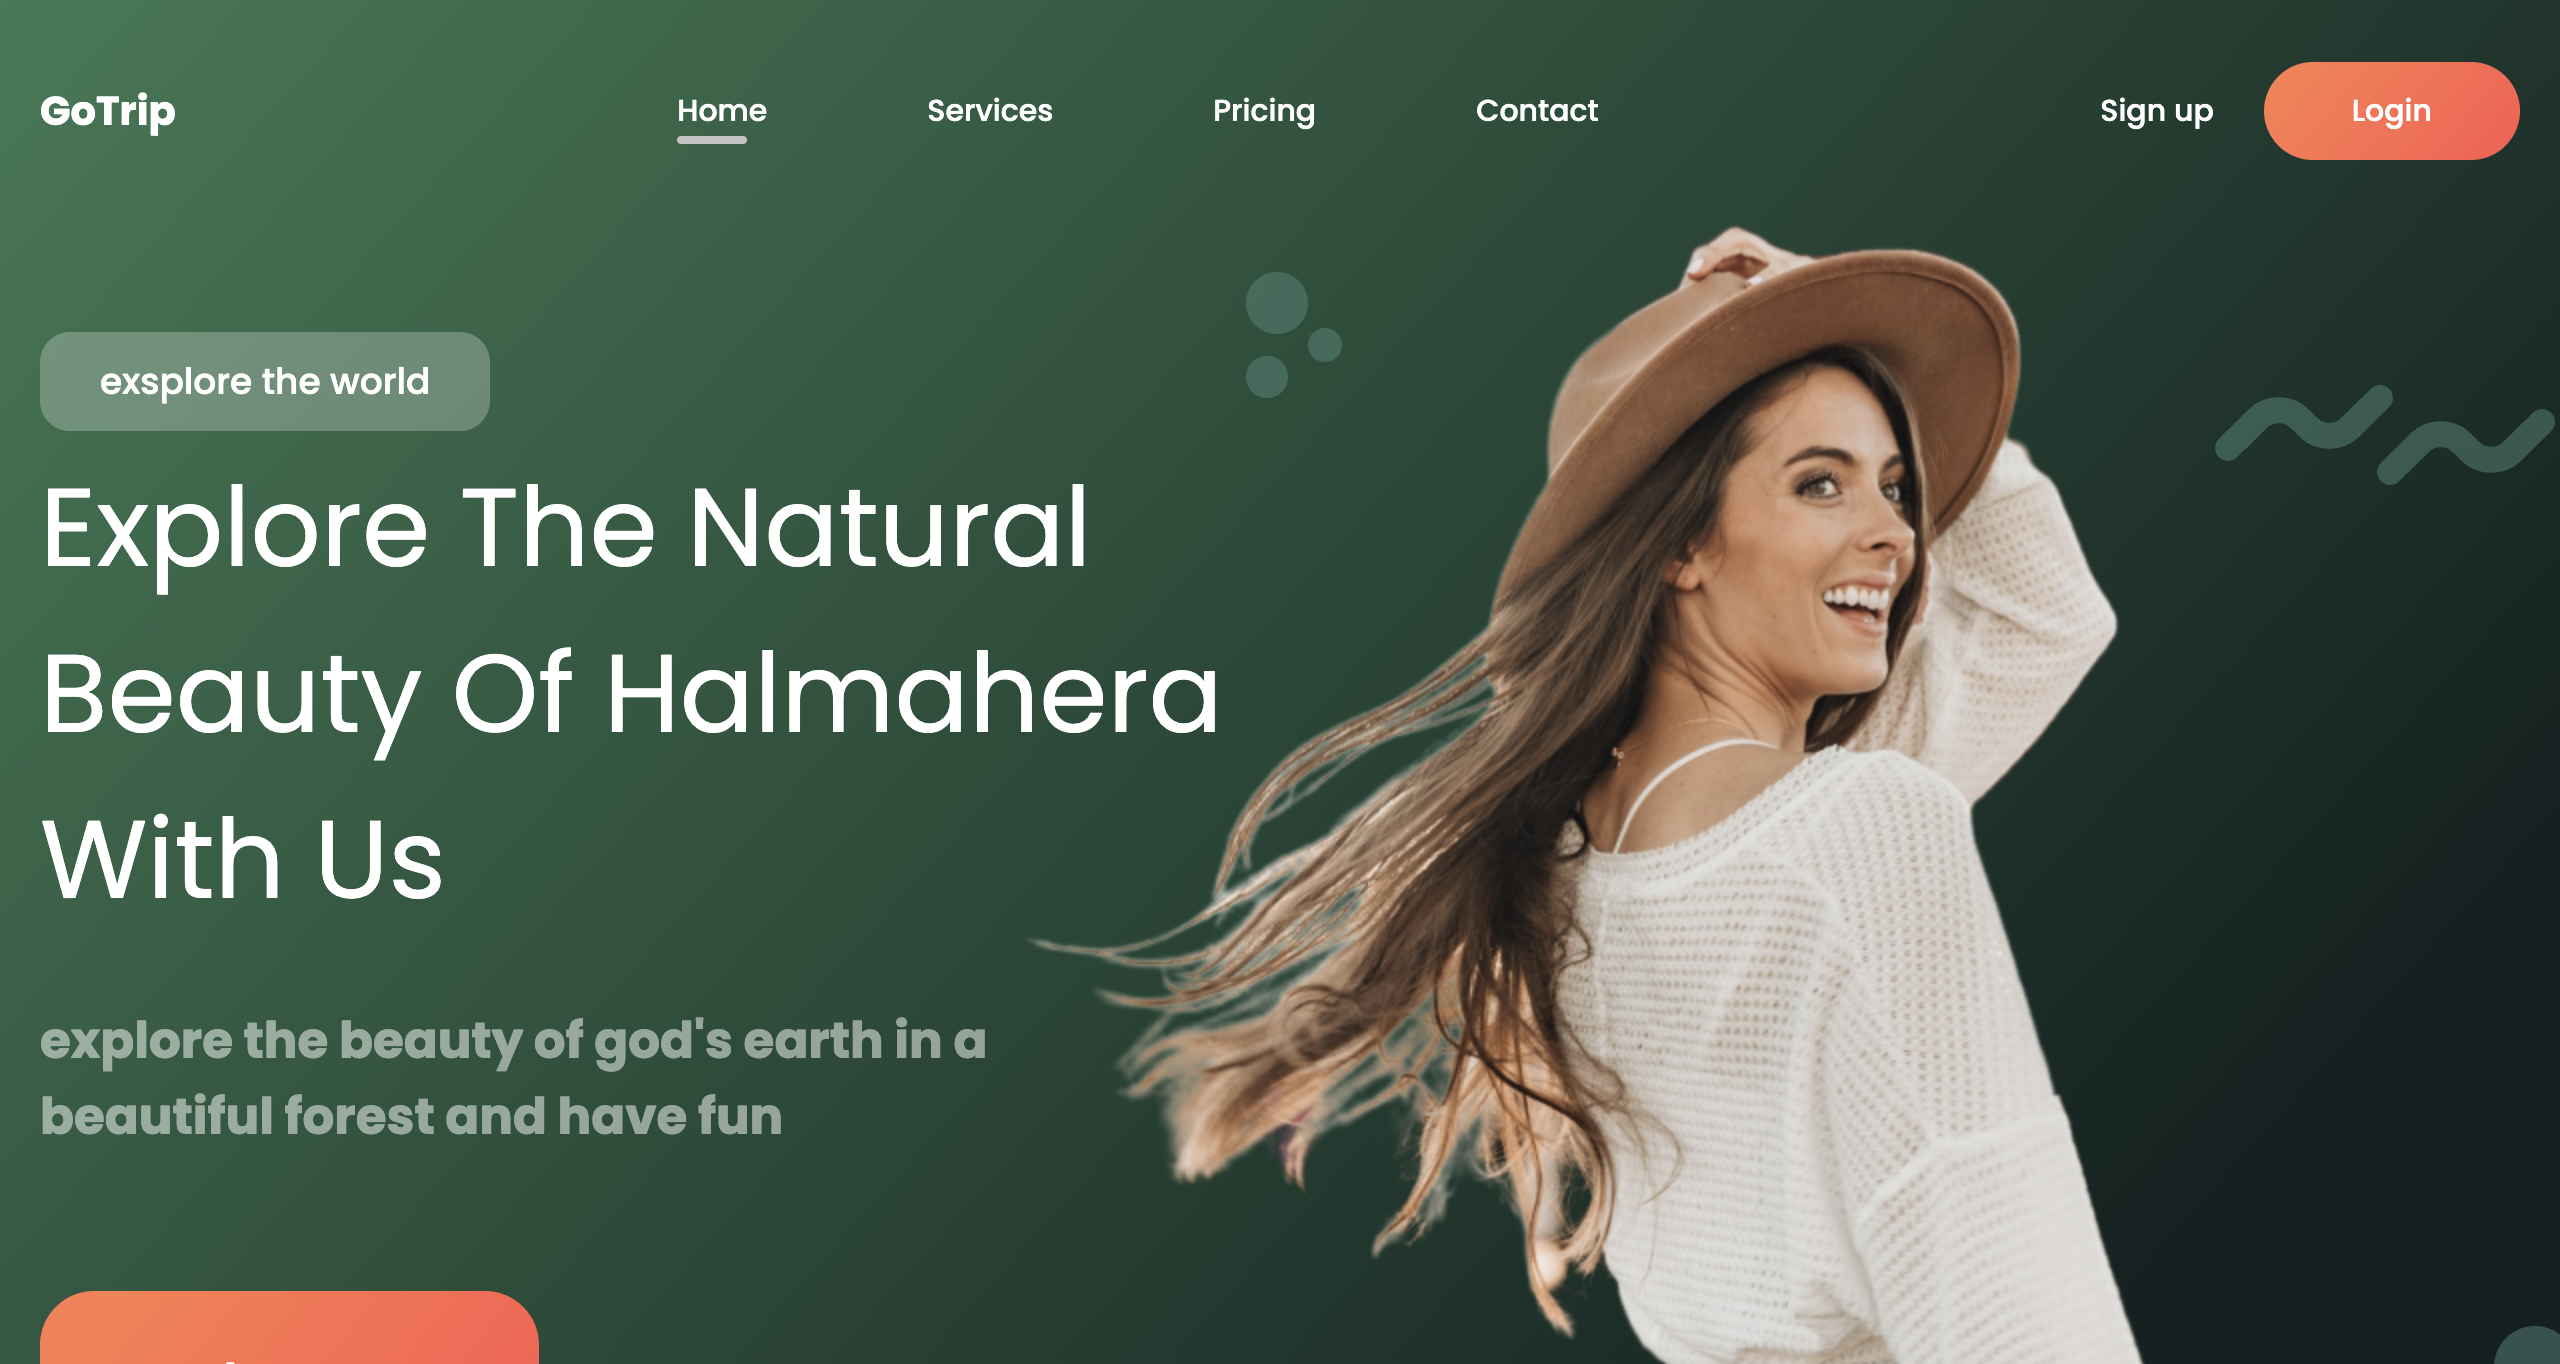 GoTrip
Home
Services
Pricing
Contact
Sign up
Login
exsplore the world
Explore The Natural
Beauty Of Halmahera
With Us
explore the beauty of god's earth in a
beautiful forest and have fun